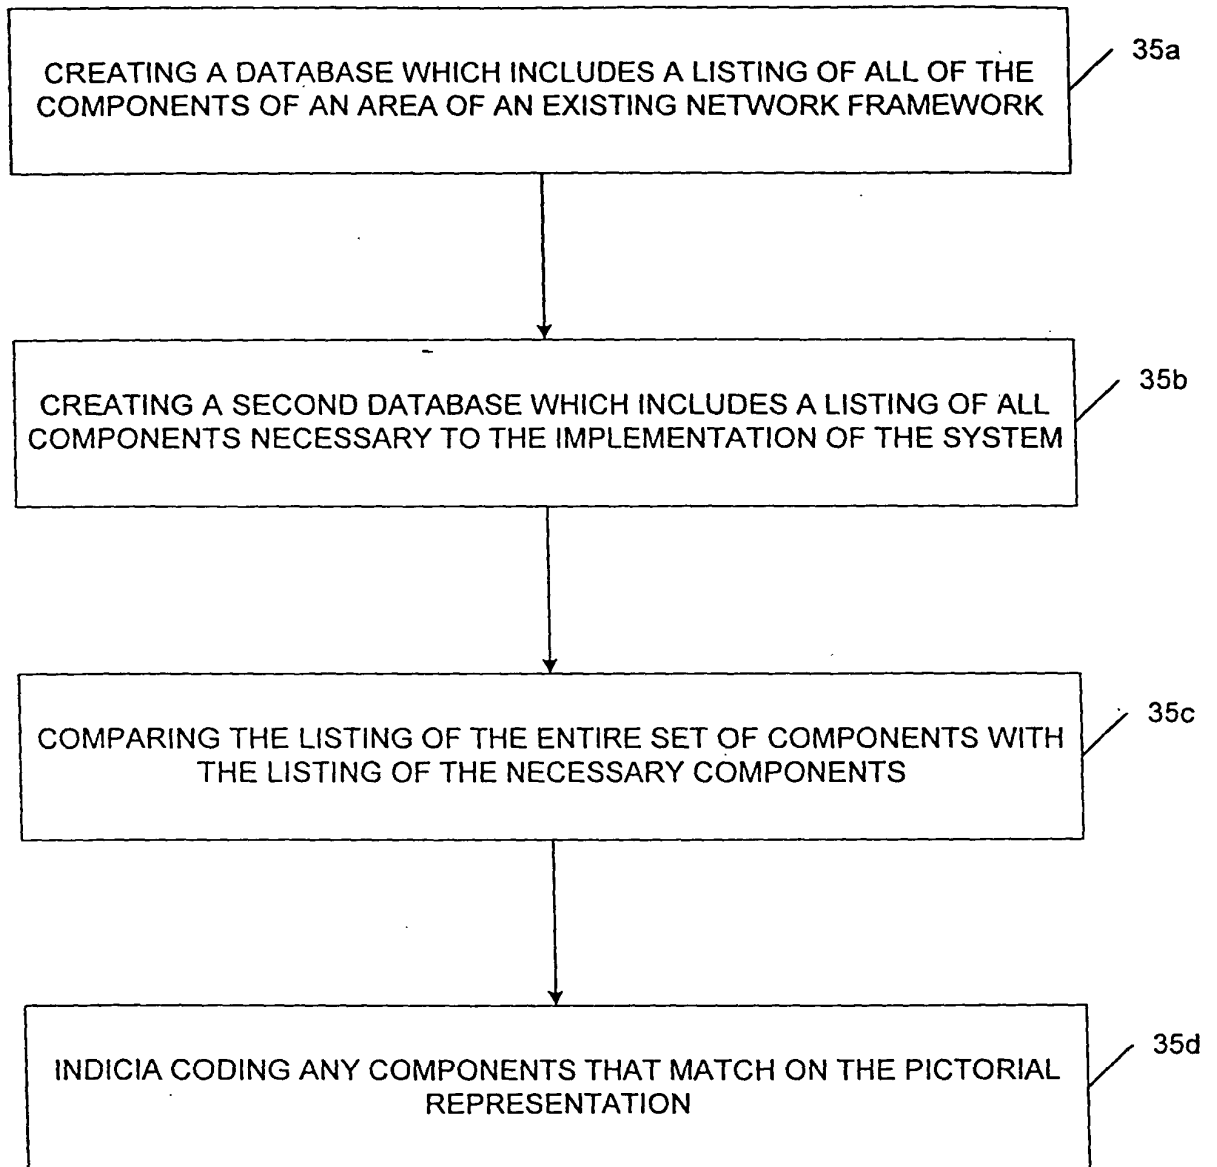 CREATING A DATABASE WHICH INCLUDES A LISTING OF ALL OF THE
COMPONENTS OF AN AREA OF AN EXISTING NETWORK FRAMEWORK
35a
CREATING A SECOND DATABASE WHICH INCLUDES A LISTING OF ALL
COMPONENTS NECESSARY TO THE IMPLEMENTATION OF THE SYSTEM
35b
COMPARING THE LISTING OF THE ENTIRE SET OF COMPONENTS WITH
THE LISTING OF THE NECESSARY COMPONENTS
35c
INDICIA CODING ANY COMPONENTS THAT MATCH ON THE PICTORIAL
REPRESENTATION
35d